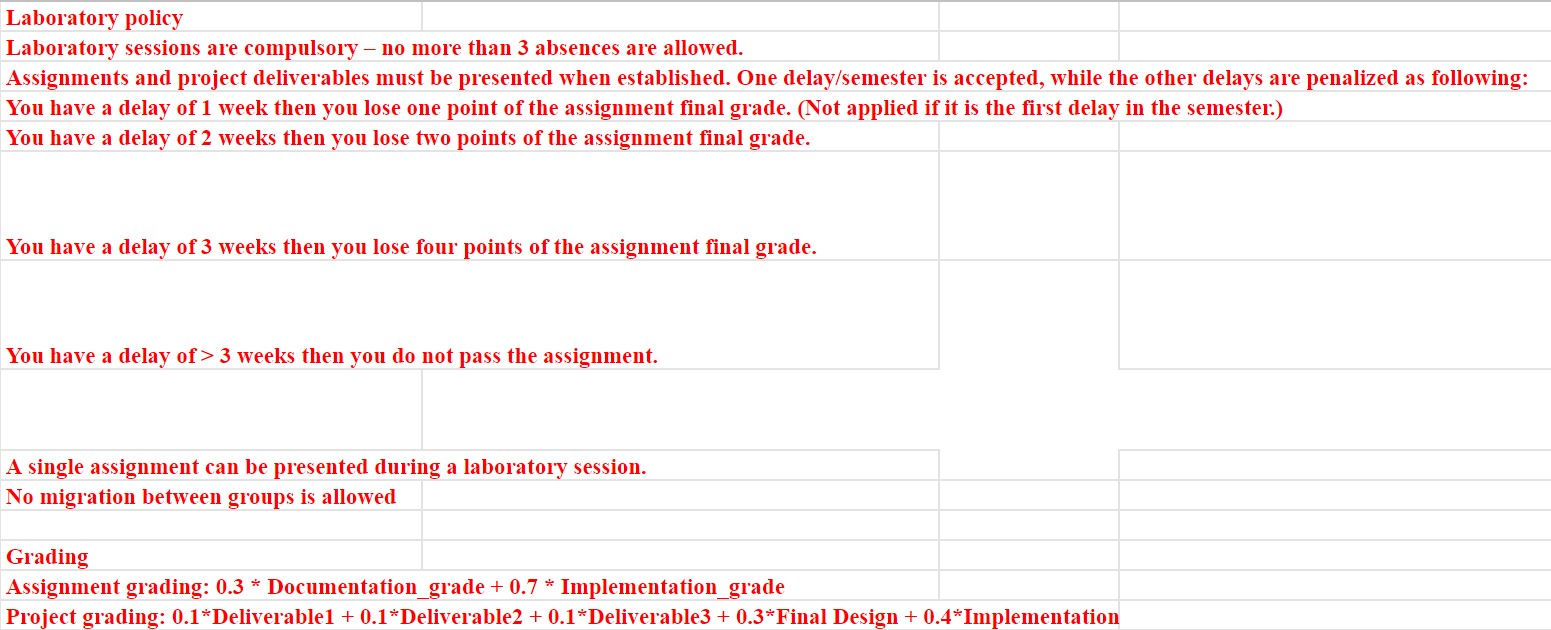 Laboratory policy
Laboratory sessions are compulsory – no more than 3 absences are allowed.
Assignments and project deliverables must be presented when established. One delay/semester is accepted, while the other delays are penalized as following:
You have a delay of 1 week then you lose one point of the assignment final grade. (Not applied if it is the first delay in the semester.)
You have a delay of 2 weeks then you lose two points of the assignment final grade.
You have a delay of 3 weeks then you lose four points of the assignment final grade.
You have a delay of > 3 weeks then you do not pass the assignment.
A single assignment can be presented during a laboratory session.
No migration between groups is allowed
Grading
Assignment grading: 0.3 * Documentation_grade + 0.7 * Implementation_grade
Project grading: 0.1*Deliverable1 + 0.1*Deliverable2 + 0.1*Deliverable3 + 0.3*Final Design + 0.4*Implementation